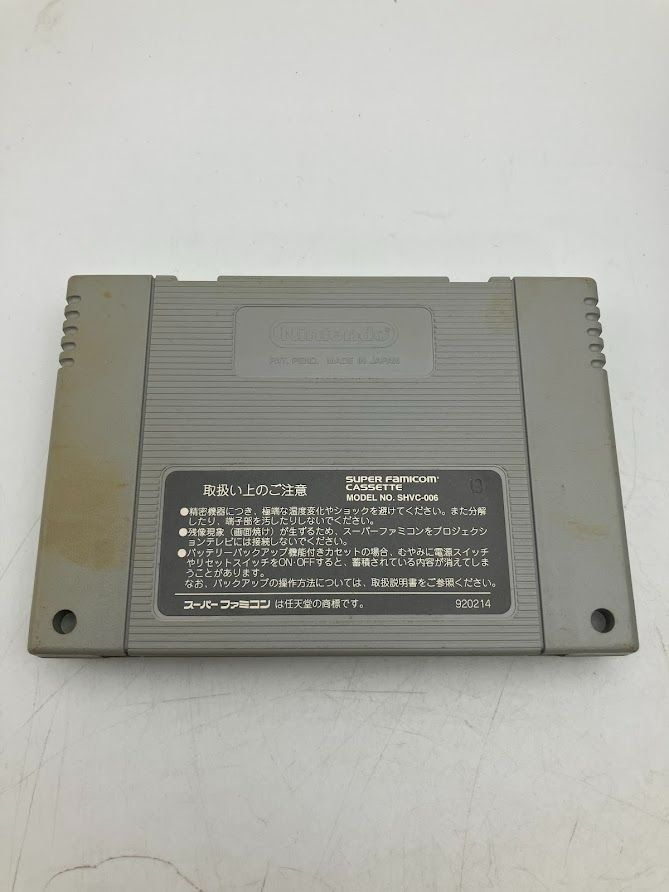 Nintendo
PAT. PEND. MADE IN JAPAN
取扱い上のご注意
SUPER FAMICOM
CASSETTE
MODEL NO. SHVC-006
●精密機器につき、極端な温度変化やショックを避けてください。また分解
したり、端子部を汚したりしないでください。
●残像現象（画面焼け）が生ずるため、スーパーファミコンをプロジェクシ
ョンテレビには接続しないでください。
●バッテリーバックアップ機能付きカセットの場合、むやみに電源スイッチ
やリセットスイッチをON·OFFすると、蓄積されている内容が消えてしま
うことがあります。
なお、バックアップの操作方法については、取扱説明書をご参照ください。
スーパーファミコン は任天堂の商標です。
920214